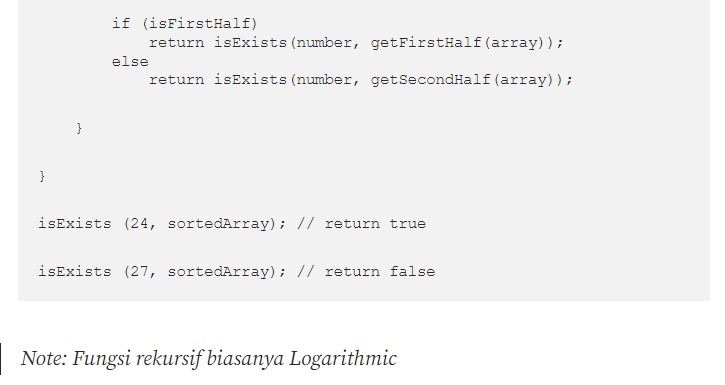 if (isFirstHalf)
return isExists(number, getFirstHalf(array));
else
return isExists(number, getSecondHalf(array));
}
}
isExists (24, sortedArray); // return true
isExists (27, sortedArray); // return false
Note: Fungsi rekursif biasanya Logarithmic